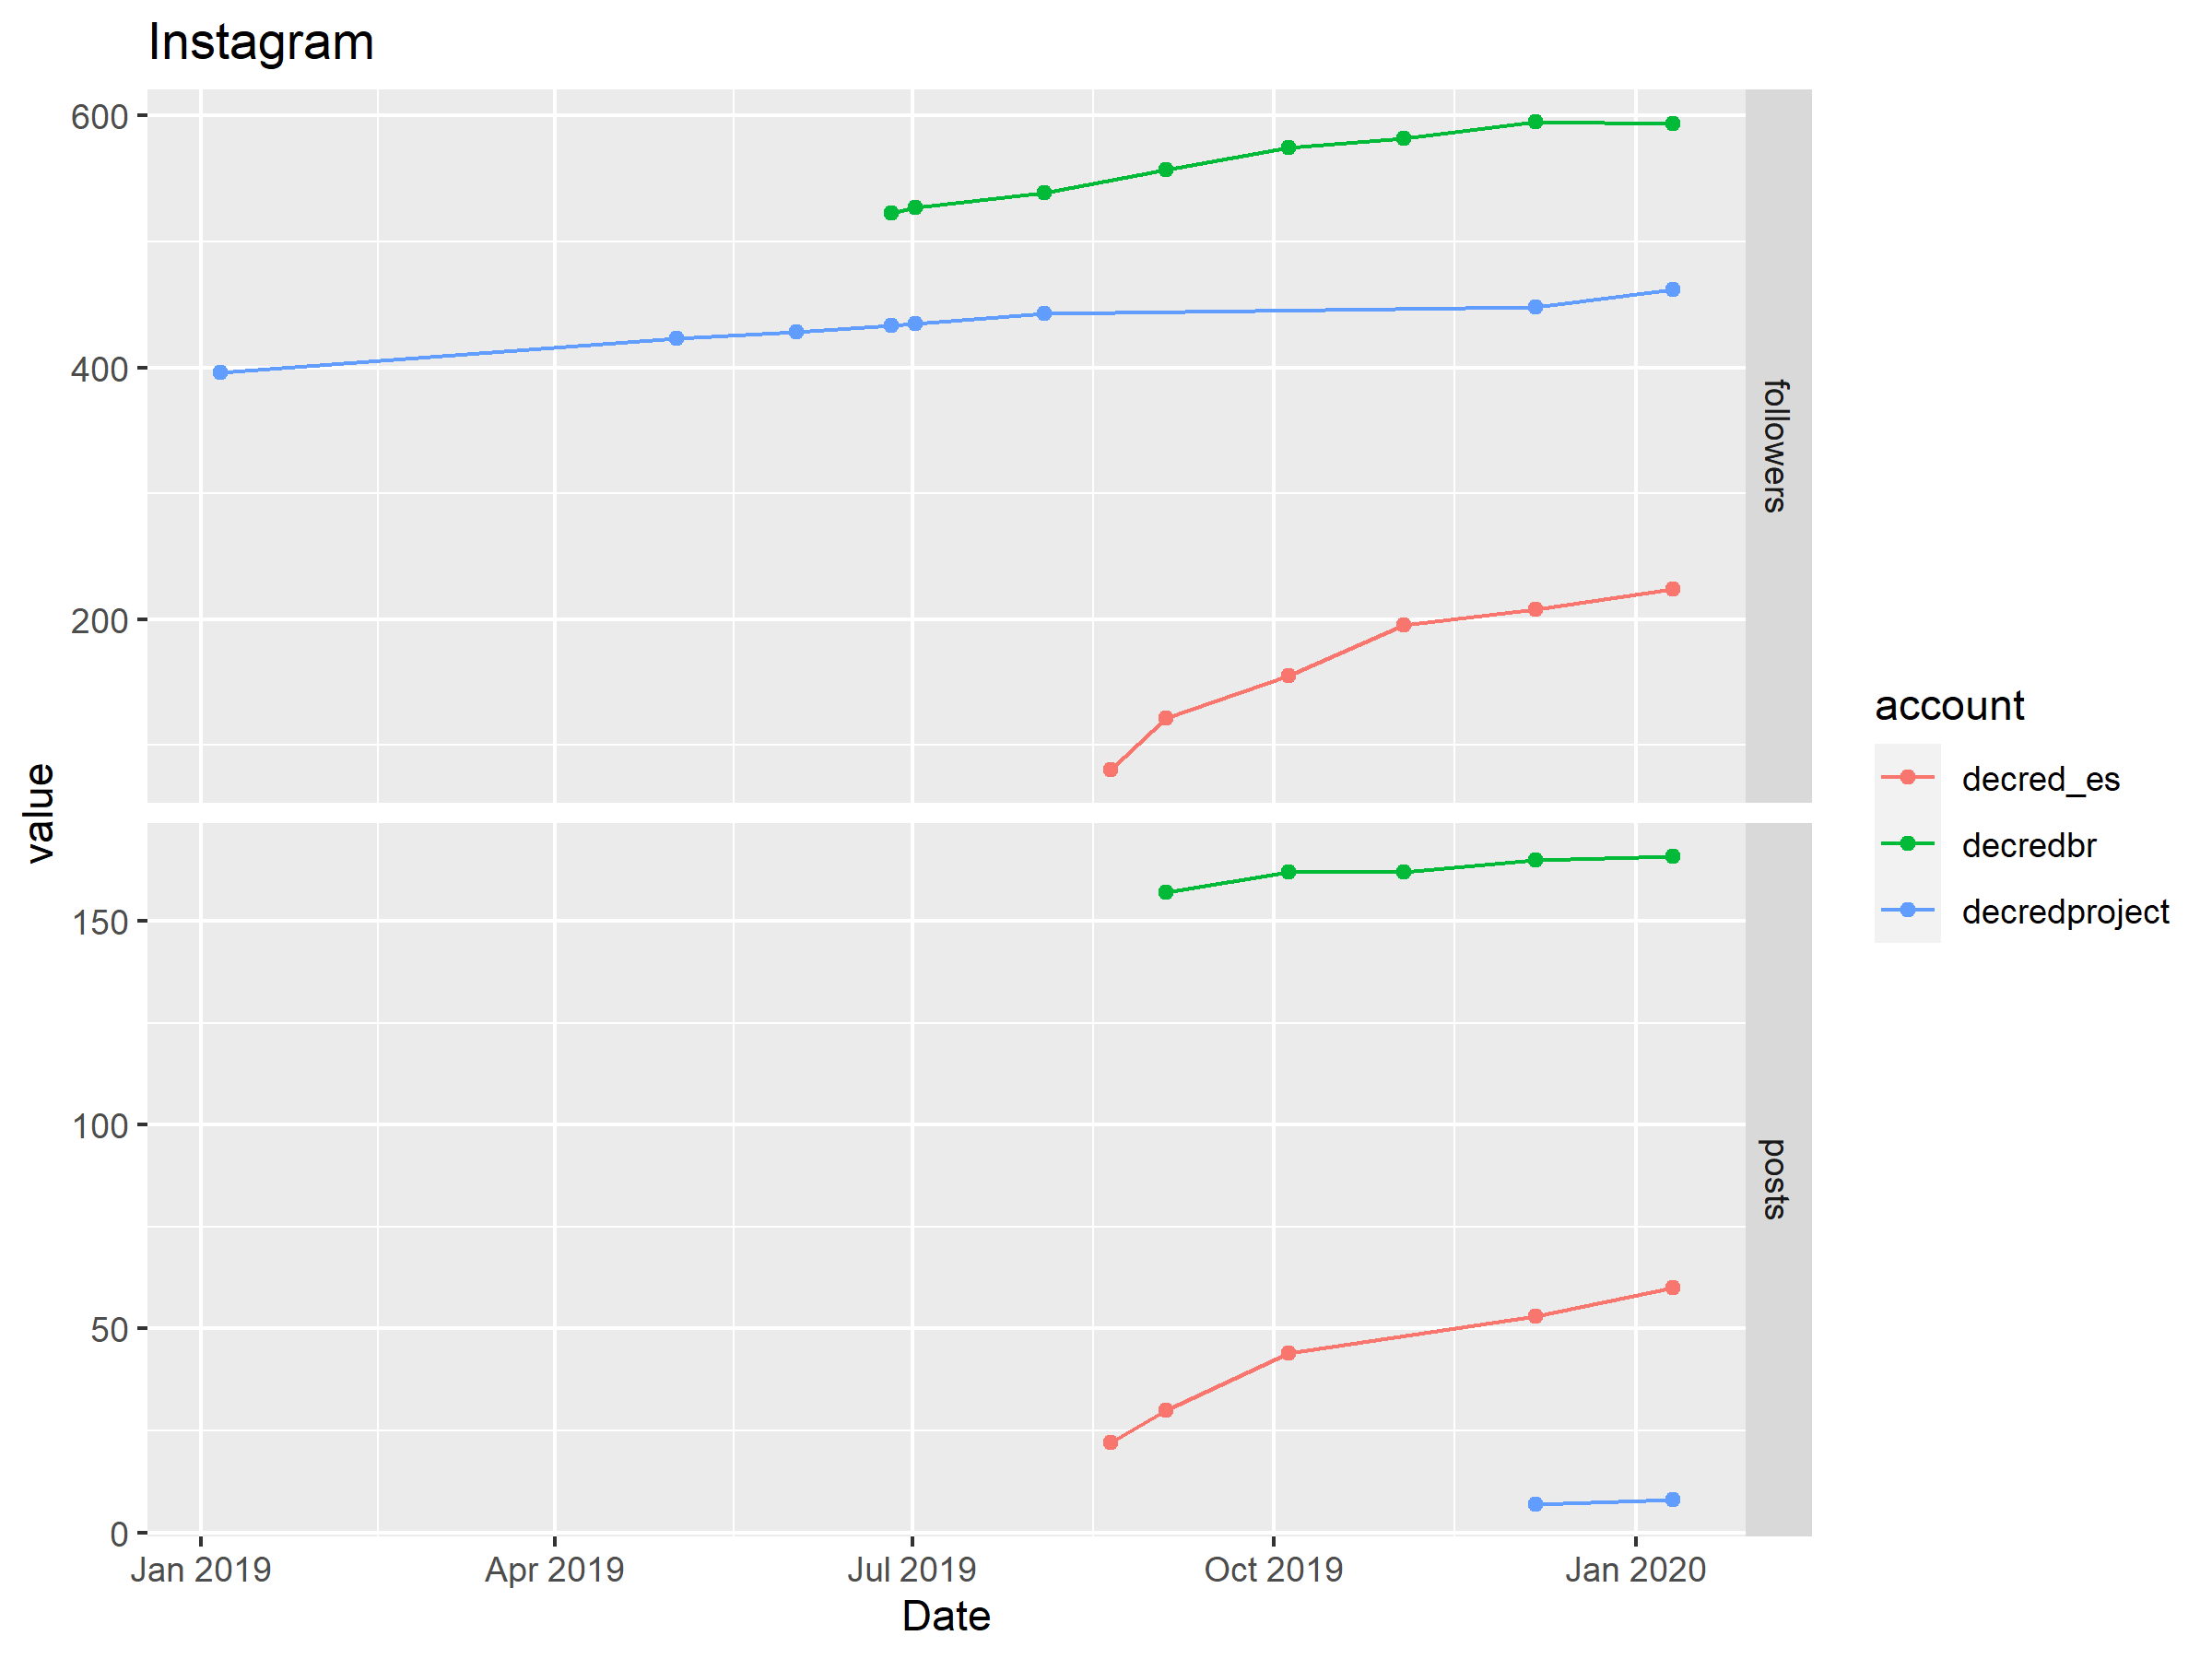 Instagram
600
400
200
followers
value
150
100
50
0
posts
Jan 2019
Apr 2019
Jul 2019
Oct 2019
Jan 2020
Date
account
decred_es
decredbr
decredproject